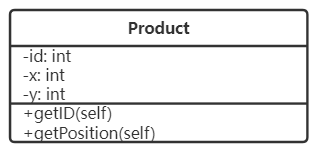 Product
-id: int
-x: int
-y: int
+getID(self)
+getPosition(self)